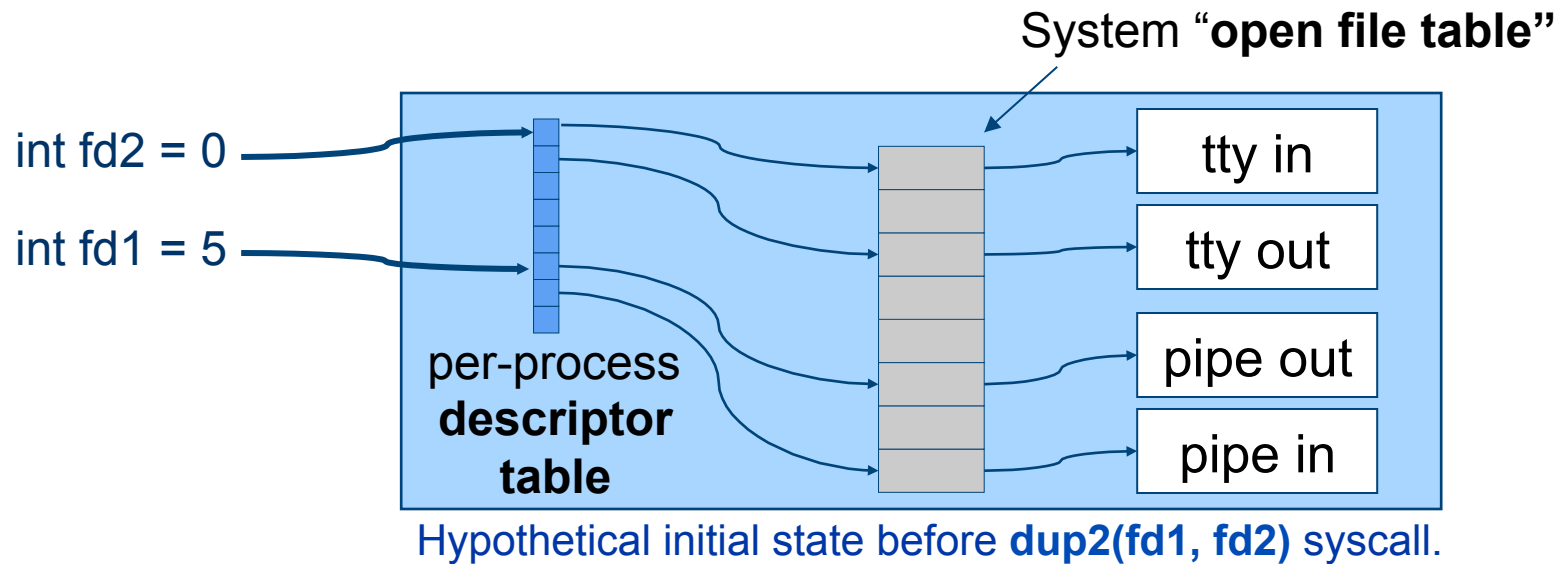 System “open file table”
int fd2 = 0
tty in
int fd1 = 5
tty out
per-process
descriptor
table
pipe out
pipe in
Hypothetical initial state before dup2(fd1, fd2) syscall.